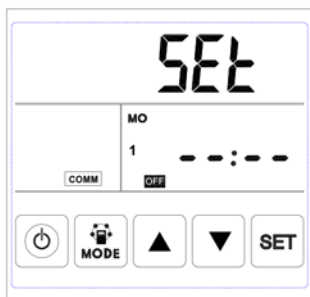 SEt
MO
1 --:--
COMM
OFF
MODE
SET